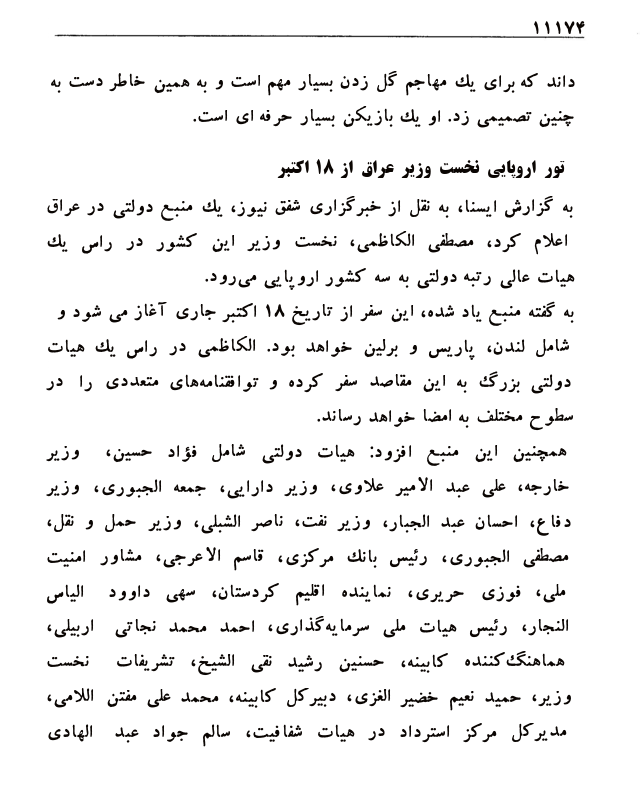 ۱۱۱۷۴
داند که برای یك مهاجم گل زدن بسیار مهم است و به همین خاطر دست به
چنین تصمیمی زد. او یك بازیکن بسیار حرفه ای است.
تور اروپایی نخست وزیر عراق از ۱۸ اکتبر
به گزارش ایسنا، به نقل از خبرگزاری شفق نیوز، یك منبع دولتی در عراق
اعلام کرد، مصطفی الکاظمی، نخست وزیر این کشور در راس یك
هیات عالی رتبه دولتی به سه کشور اروپایی می‌رود.
به گفته منبع یاد شده، این سفر از تاریخ ۱۸ اکتبر جاری آغاز می شود و
شامل لندن، پاریس و برلین خواهد بود. الکاظمی در راس یك هیات
دولتی بزرگ به این مقاصد سفر کرده و توافقنامه‌های متعددی را در
سطوح مختلف به امضا خواهد رساند.
همچنین این منبع افزود: هیات دولتی شامل فؤاد حسین، وزیر
خارجه، علی عبد الامیر علاوی، وزیر دارایی، جمعه الجبوری، وزیر
دفاع، احسان عبد الجبار، وزیر نفت، ناصر الشبلی، وزیر حمل و نقل،
مصطفی الجبوری، رئیس بانك مرکزی، قاسم الاعرجی، مشاور امنیت
ملی، فوزی حریری، نماینده اقلیم کردستان، سهی داوود الیاس
النجار، رئیس هیات ملی سرمایه‌گذاری، احمد محمد نجاتی اربیلی،
هماهنگ‌کننده کابینه، حسنین رشید نقی الشیخ، تشریفات نخست
وزیر، حمید نعیم خضیر الغزی، دبیرکل کابینه، محمد علی مفتن اللامی،
مدیرکل مرکز استرداد در هیات شفافیت، سالم جواد عبد الهادی